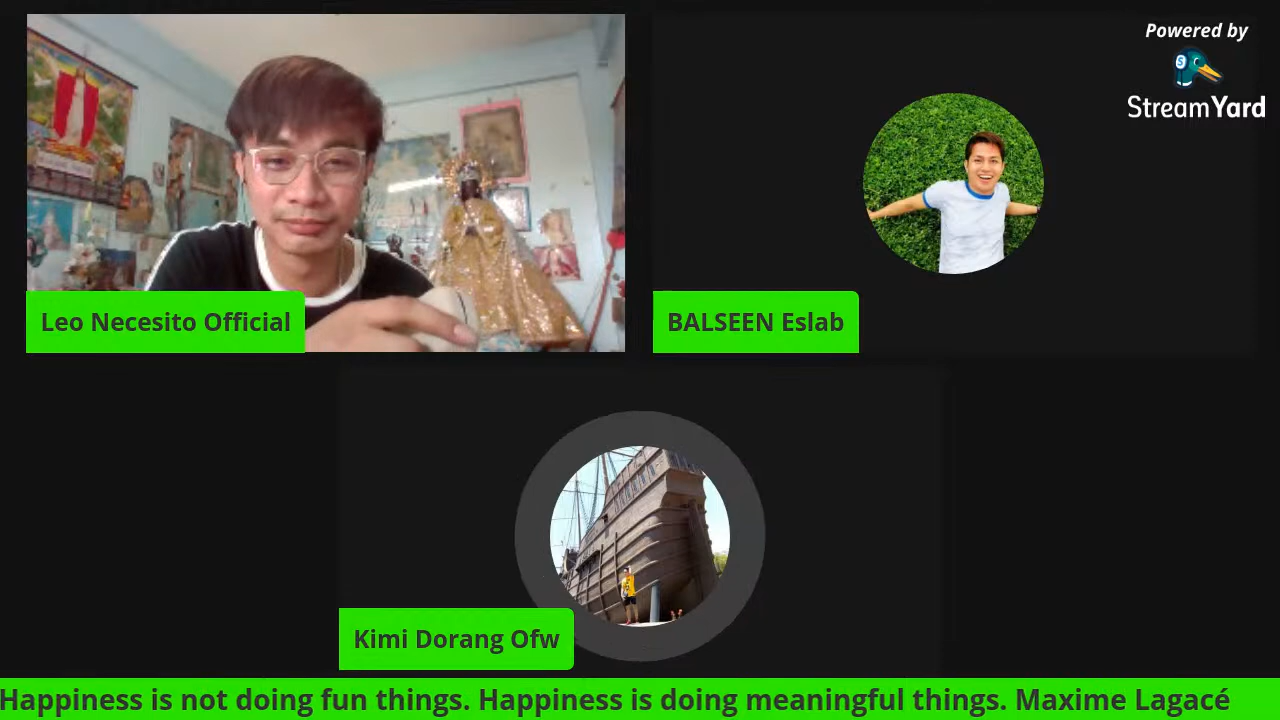 Powered by
StreamYard
Leo Necesito Official
BALSEEN Eslab
Kimi Dorang Ofw
Happiness is not doing fun things. Happiness is doing meaningful things. Maxime Lagacé